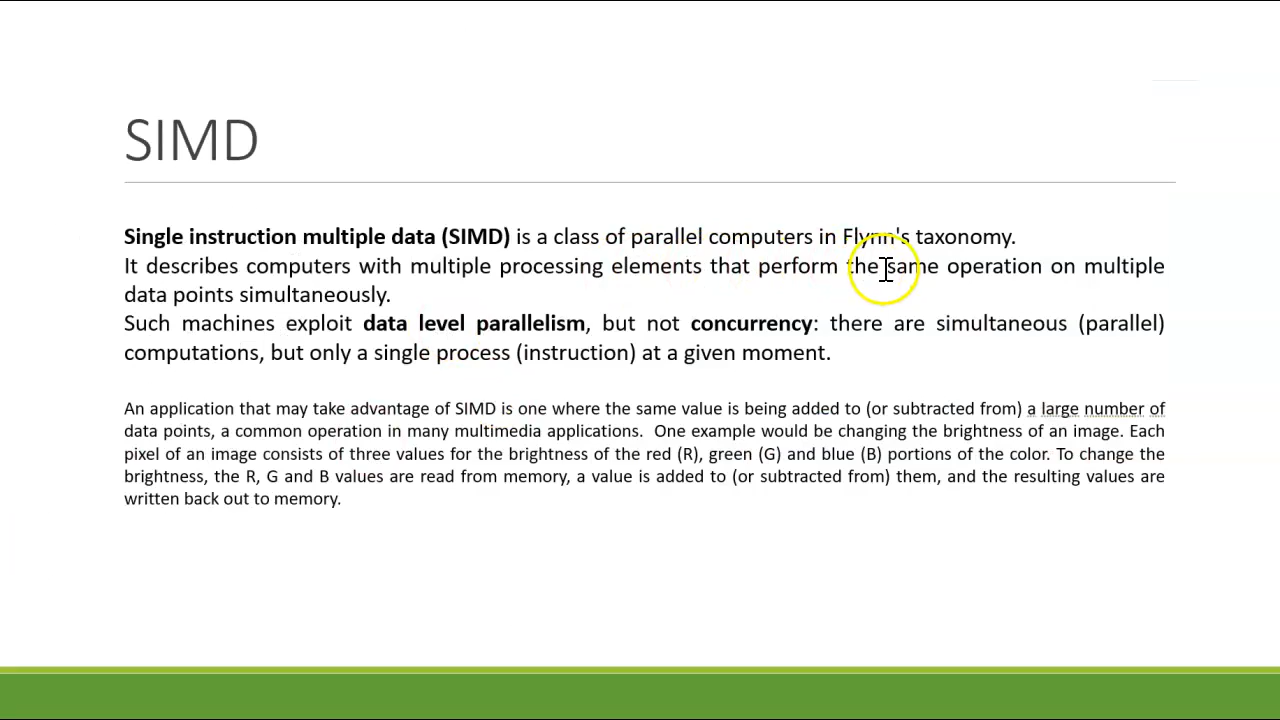 SIMD
Single instruction multiple data (SIMD) is a class of parallel computers in Flynn's taxonomy.
It describes computers with multiple processing elements that perform the same operation on multiple
data points simultaneously.
Such machines exploit data level parallelism, but not concurrency: there are simultaneous (parallel)
computations, but only a single process (instruction) at a given moment.
An application that may take advantage of SIMD is one where the same value is being added to (or subtracted from) a large number of
data points, a common operation in many multimedia applications.  One example would be changing the brightness of an image. Each
pixel of an image consists of three values for the brightness of the red (R), green (G) and blue (B) portions of the color. To change the
brightness, the R, G and B values are read from memory, a value is added to (or subtracted from) them, and the resulting values are
written back out to memory.